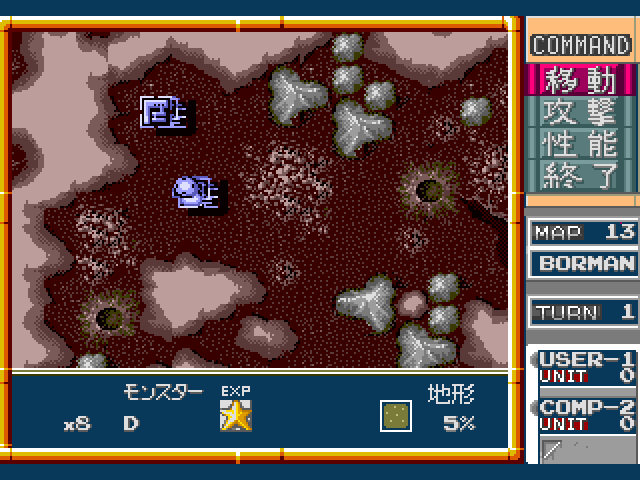 COMMAND
移動
攻撃
性能
終了
MAP 13
BORMAN
TURN 1
USER-1
UNIT 0
COMP-2
UNIT 0
モンスター EXP 地形
x8 D 5%